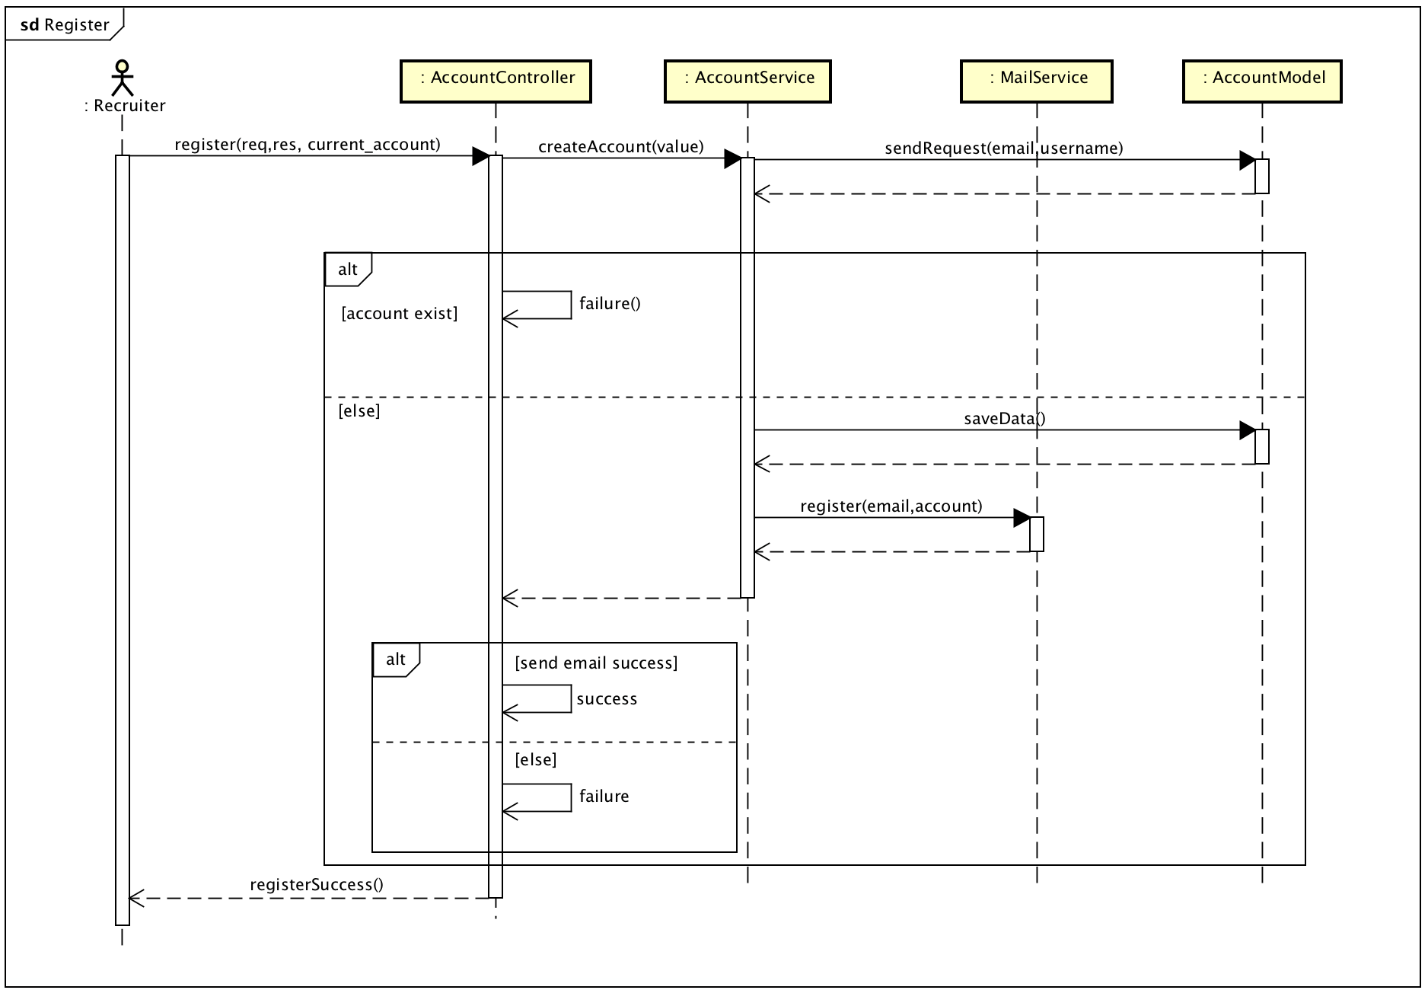 sd Register
: Recruiter
: AccountController
: AccountService
: MailService
: AccountModel
register(req,res, current_account)
createAccount(value)
sendRequest(email,username)
alt
[account exist]
failure()
[else]
saveData()
register(email,account)
alt
[send email success]
success
[else]
failure
registerSuccess()